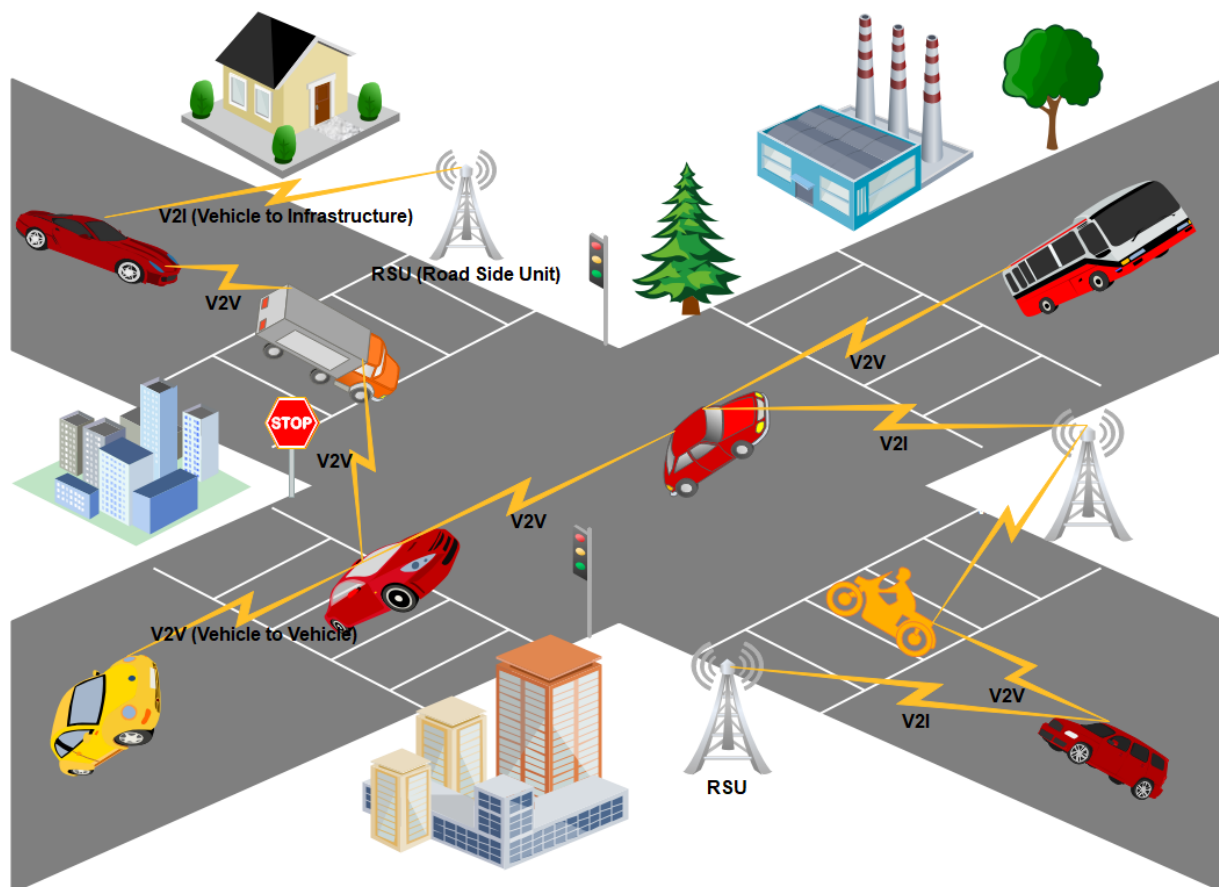 V2I (Vehicle to Infrastructure)
RSU (Road Side Unit)
V2V
V2V
V2I
STOP
V2V
V2V
V2V (Vehicle to Vehicle)
V2V
V2I
RSU